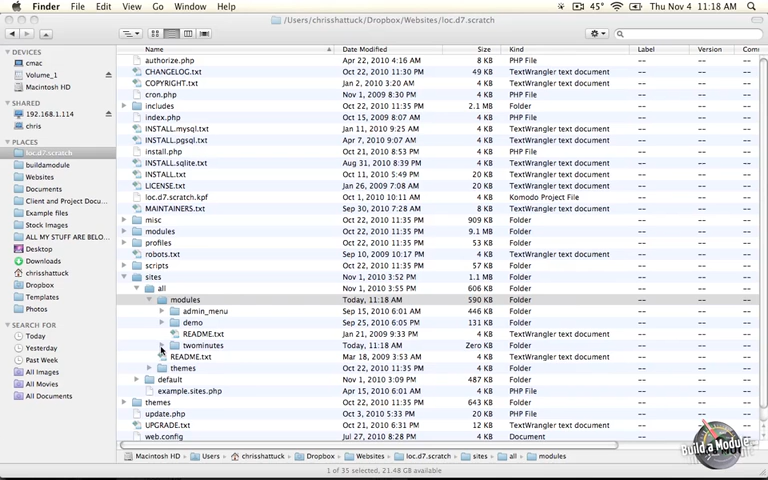 Finder File Edit View Go Window Help 45° Thu Nov 4 11:18 AM
/Users/chrisshattuck/Dropbox/Websites/loc.d7.scratch
Name Date Modified Size Kind Label Version
DEVICES
cmac
Volume_1
Macintosh HD
SHARED
192.168.1.114
chris
PLACES
loc.d7.scratch
buildamodule
Websites
Documents
Client and Project Docu...
Example files
Stock Images
ALL MY STUFF ARE BELO...
Desktop
Downloads
chrisshattuck
Dropbox
Templates
Photos
SEARCH FOR
Today
Yesterday
Past Week
All Images
All Movies
All Documents
authorize.php Apr 22, 2010 4:16 AM 8 KB PHP File -- --
CHANGELOG.txt Oct 22, 2010 11:30 PM 49 KB TextWrangler text document -- --
COPYRIGHT.txt Jan 2, 2010 3:20 AM 4 KB TextWrangler text document -- --
cron.php Nov 1, 2009 8:30 PM 4 KB PHP File -- --
includes Oct 22, 2010 11:35 PM 2.1 MB Folder -- --
index.php Oct 15, 2009 8:07 AM 4 KB PHP File -- --
INSTALL.mysql.txt Jan 11, 2010 9:25 AM 4 KB TextWrangler text document -- --
INSTALL.pgsql.txt Apr 7, 2010 9:07 AM 4 KB TextWrangler text document -- --
install.php Oct 21, 2010 8:53 PM 4 KB PHP File -- --
INSTALL.sqlite.txt Aug 31, 2010 8:39 PM 4 KB TextWrangler text document -- --
INSTALL.txt Oct 11, 2010 5:49 PM 20 KB TextWrangler text document -- --
LICENSE.txt Jan 26, 2009 7:08 AM 20 KB TextWrangler text document -- --
loc.d7.scratch.kpf Oct 1, 2010 10:11 AM 4 KB Komodo Project File -- --
MAINTAINERS.txt Sep 30, 2010 7:28 AM 8 KB TextWrangler text document -- --
misc Oct 22, 2010 11:35 PM 909 KB Folder -- --
modules Oct 22, 2010 11:35 PM 9.1 MB Folder -- --
profiles Oct 22, 2010 11:35 PM 53 KB Folder -- --
robots.txt Sep 10, 2009 10:17 AM 4 KB TextWrangler text document -- --
scripts Oct 22, 2010 11:35 PM 57 KB Folder -- --
sites Nov 1, 2010 3:52 PM 1.1 MB Folder -- --
all Nov 1, 2010 3:55 PM 606 KB Folder -- --
modules Today, 11:18 AM 590 KB Folder -- --
admin_menu Sep 15, 2010 6:01 AM 446 KB Folder -- --
demo Sep 25, 2010 6:05 PM 131 KB Folder -- --
README.txt Jan 21, 2009 9:33 PM 4 KB TextWrangler text document -- --
twominutes Today, 11:18 AM Zero KB Folder -- --
README.txt Mar 18, 2009 3:53 AM 4 KB TextWrangler text document -- --
themes Oct 22, 2010 11:35 PM 4 KB Folder -- --
default Nov 1, 2010 3:09 PM 487 KB Folder -- --
example.sites.php Apr 15, 2010 6:01 AM 4 KB PHP File -- --
themes Oct 22, 2010 11:35 PM 643 KB Folder -- --
update.php Oct 3, 2010 5:33 PM 20 KB PHP File -- --
UPGRADE.txt Oct 22, 2010 6:31 PM 12 KB TextWrangler text document
web.config Jul 27, 2010 8:28 PM 4 KB Document
Build a Module
Macintosh HD Users chrisshattuck Dropbox Websites loc.d7.scratch sites all modules
1 of 35 selected, 21.48 GB available